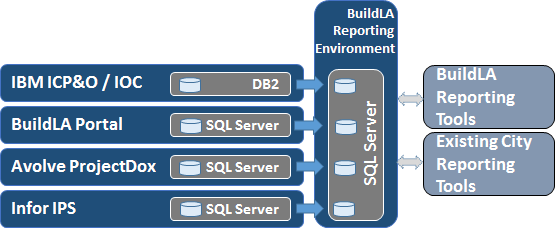 BuildLA
Reporting
Environment
IBM ICP&O / IOC
DB2
BuildLA Portal
SQL Server
Avolve ProjectDox
SQL Server
Infor IPS
SQL Server
SQL Server
BuildLA
Reporting
Tools
Existing City
Reporting
Tools